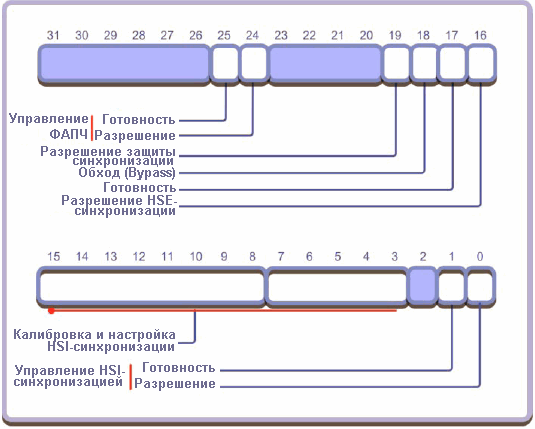 31 30 29 28 27 26 25 24 23 22 21 20 19 18 17 16
Управление
ФАПЧ
Готовность
Разрешение
Разрешение защиты
синхронизации
Обход (Bypass)
Готовность
Разрешение HSE-
синхронизации
15 14 13 12 11 10 9 8 7 6 5 4 3 2 1 0
Калибровка и настройка
HSI-синхронизации
Управление HSI-
синхронизацией
Готовность
Разрешение